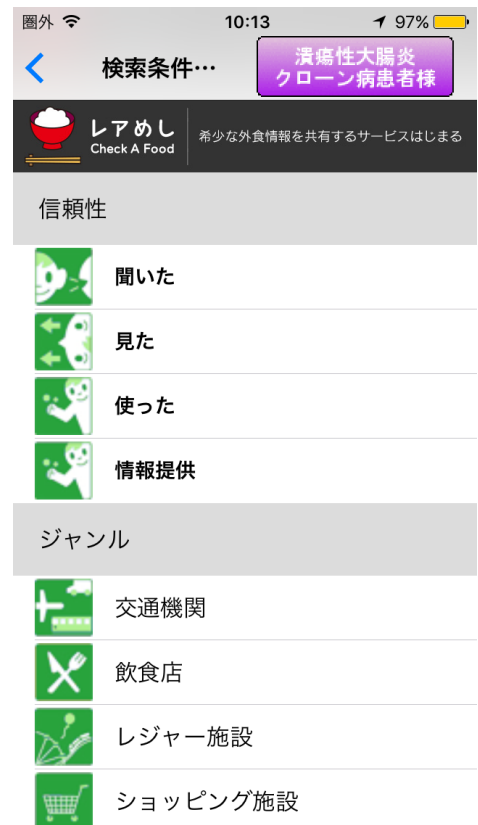 圏外 10:13 97%
検索条件…
潰瘍性大腸炎
クローン病患者様
レアめし
Check A Food
希少な外食情報を共有するサービスはじまる
信頼性
聞いた
見た
使った
情報提供
ジャンル
交通機関
飲食店
レジャー施設
ショッピング施設